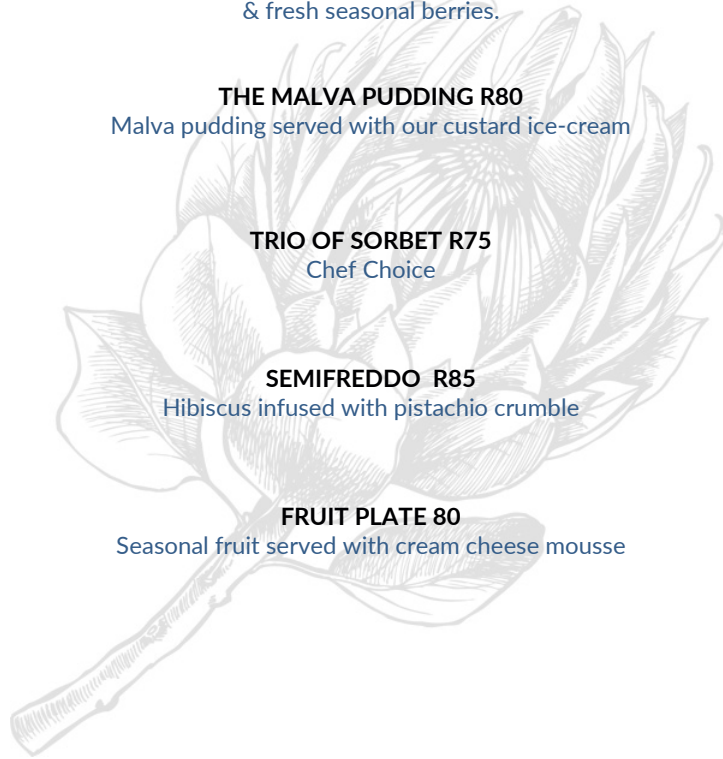 & fresh seasonal berries.
THE MALVA PUDDING R80
Malva pudding served with our custard ice-cream
TRIO OF SORBET R75
Chef Choice
SEMIFREDDO  R85
Hibiscus infused with pistachio crumble
FRUIT PLATE 80
Seasonal fruit served with cream cheese mousse